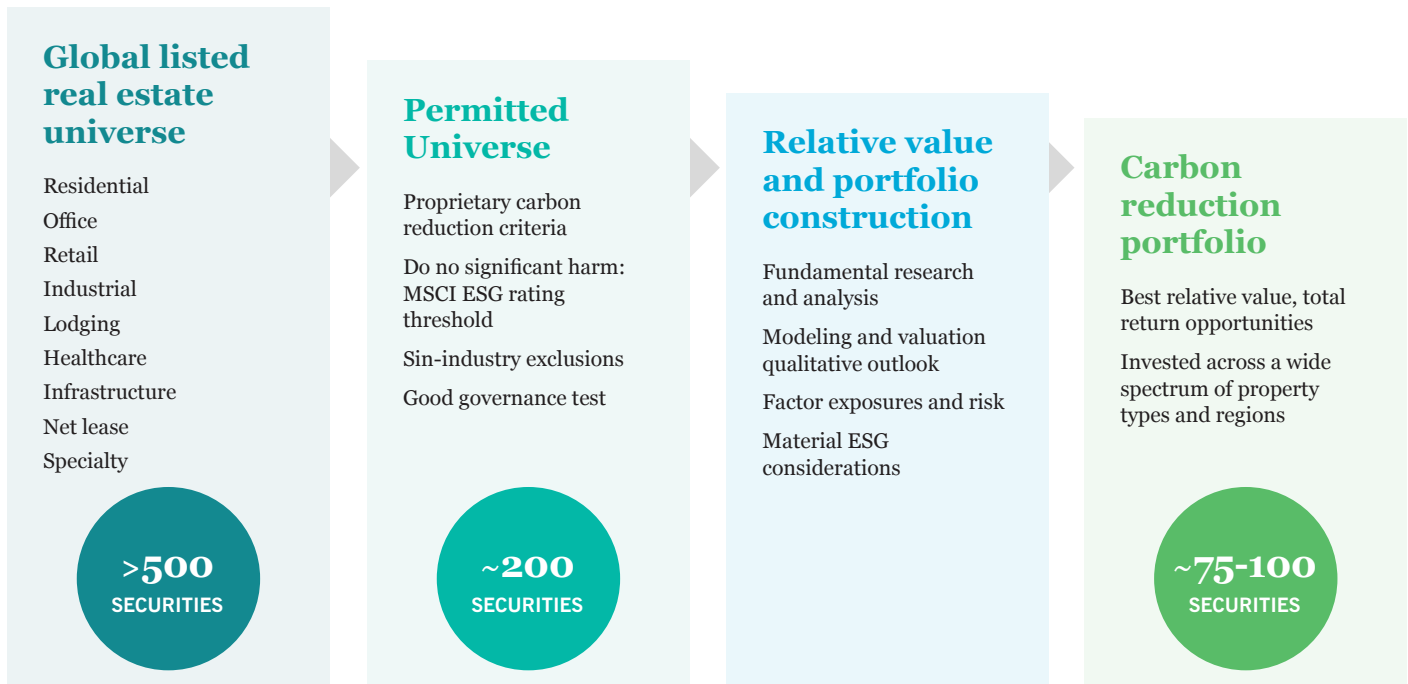 Global listed
real estate
universe
Residential
Office
Retail
Industrial
Lodging
Healthcare
Infrastructure
Net lease
Specialty
>500
SECURITIES
Permitted
Universe
Proprietary carbon
reduction criteria
Do no significant harm:
MSCI ESG rating
threshold
Sin-industry exclusions
Good governance test
~200
SECURITIES
Relative value
and portfolio
construction
Fundamental research
and analysis
Modeling and valuation
qualitative outlook
Factor exposures and risk
Material ESG
considerations
Carbon
reduction
portfolio
Best relative value, total
return opportunities
Invested across a wide
spectrum of property
types and regions
~75-100
SECURITIES